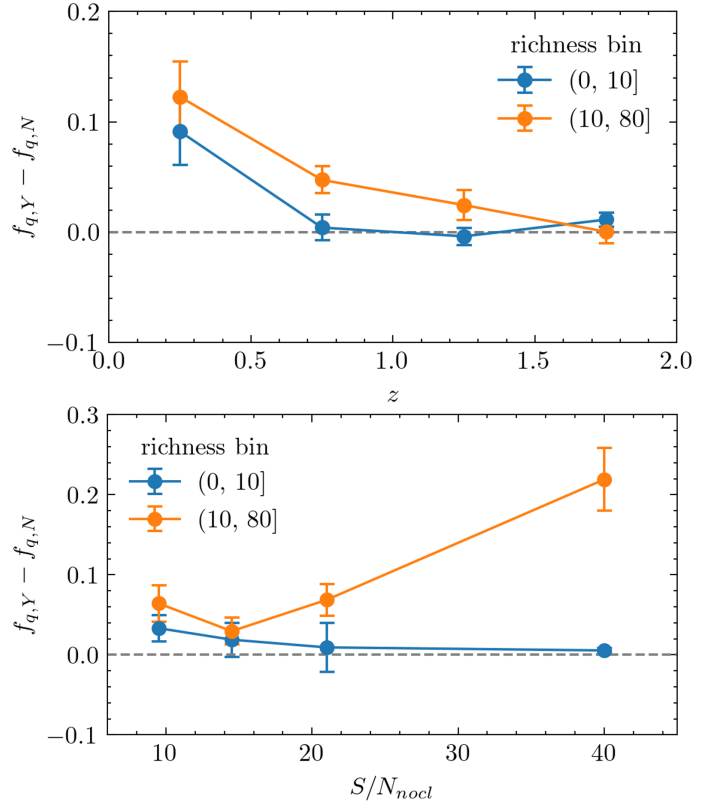 0.2
richness bin
(0, 10]
(10, 80]
0.1
0.0
−0.1
f_{q,Y} − f_{q,N}
0.0 0.5 1.0 1.5 2.0
z
0.3
richness bin
(0, 10]
(10, 80]
0.2
0.1
0.0
−0.1
f_{q,Y} − f_{q,N}
10 20 30 40
S/N_{nocl}